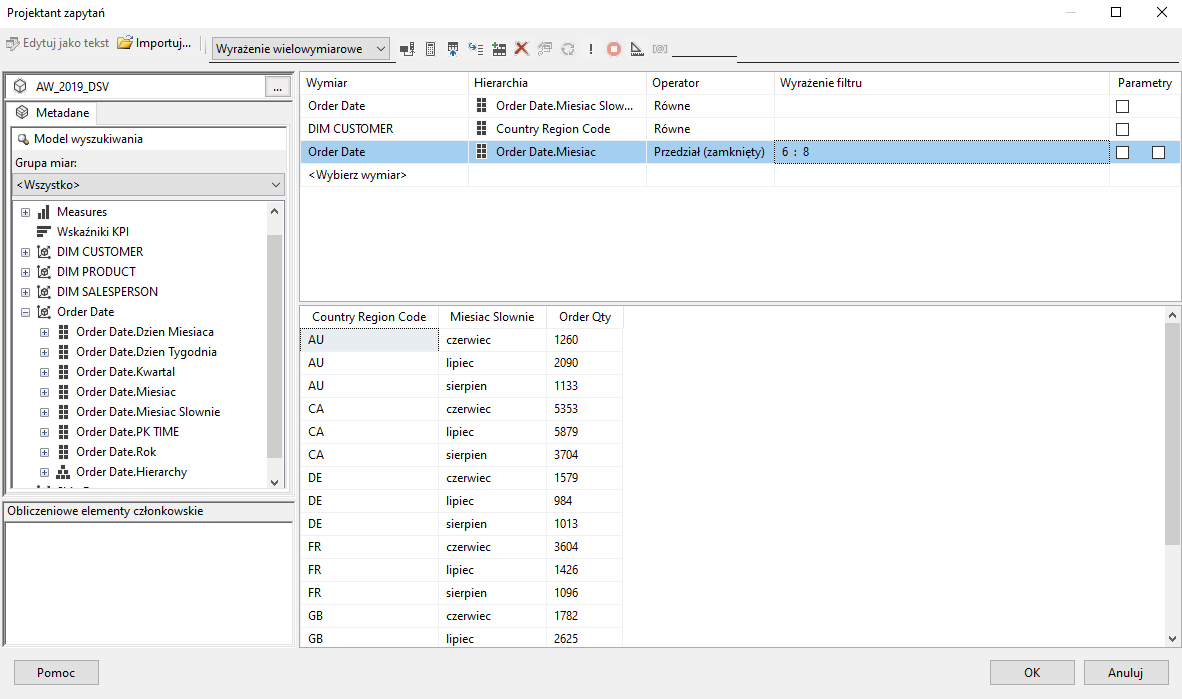 Projektant zapytań
Edytuj jako tekst Importuj... Wyrażenie wielowymiarowe
AW_2019_DSV ...
Metadane
Model wyszukiwania
Grupa miar:
<Wszystko>
Measures
Wskaźniki KPI
DIM CUSTOMER
DIM PRODUCT
DIM SALESPERSON
Order Date
Order Date.Dzien Miesiaca
Order Date.Dzien Tygodnia
Order Date.Kwartal
Order Date.Miesiac
Order Date.Miesiac Slownie
Order Date.PK TIME
Order Date.Rok
Order Date.Hierarchy
Obliczeniowe elementy członkowskie
Wymiar Hierarchia Operator Wyrażenie filtru Parametry
Order Date Order Date.Miesiac Slow... Równe
DIM CUSTOMER Country Region Code Równe
Order Date Order Date.Miesiac Przedział (zamknięty) 6 : 8
<Wybierz wymiar>
Country Region Code Miesiac Slownie Order Qty
AU czerwiec 1260
AU lipiec 2090
AU sierpien 1133
CA czerwiec 5353
CA lipiec 5879
CA sierpien 3704
DE czerwiec 1579
DE lipiec 984
DE sierpien 1013
FR czerwiec 3604
FR lipiec 1426
FR sierpien 1096
GB czerwiec 1782
GB lipiec 2625
Pomoc OK Anuluj